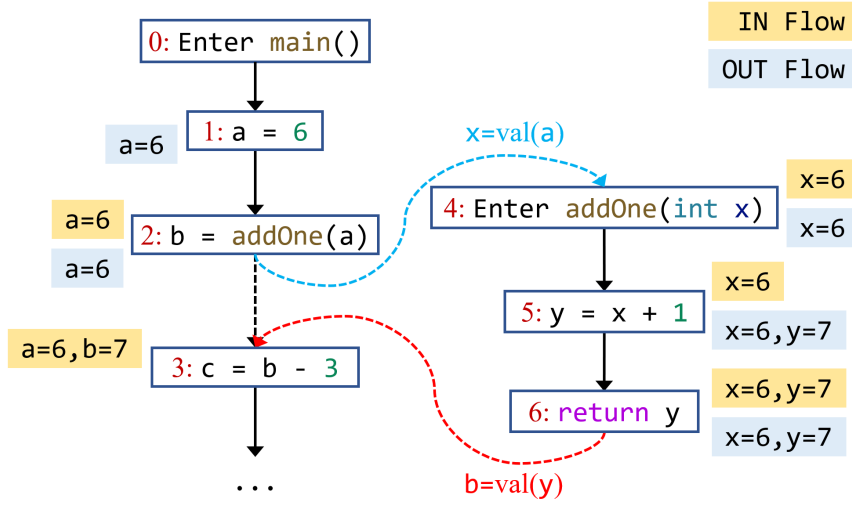 IN Flow
OUT Flow
0: Enter main()
1: a = 6
a=6
x=val(a)
a=6
2: b = addOne(a)
a=6
4: Enter addOne(int x)
x=6
x=6
5: y = x + 1
x=6
x=6,y=7
a=6,b=7
3: c = b - 3
6: return y
x=6,y=7
x=6,y=7
b=val(y)
...